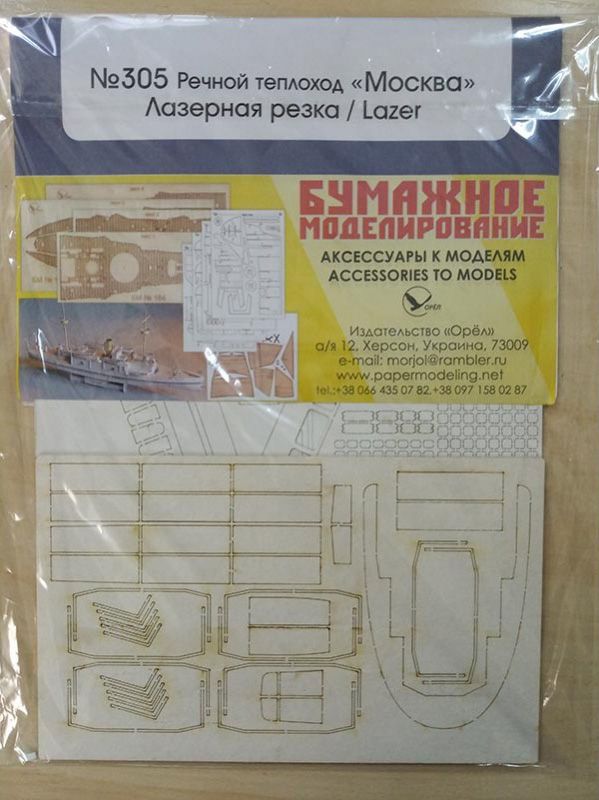 №305 Речной теплоход «Москва»
Лазерная резка / Lazer
БУМАЖНОЕ
МОДЕЛИРОВАНИЕ
АКСЕССУАРЫ К МОДЕЛЯМ
ACCESSORIES TO MODELS
ОРЁЛ
Издательство «Орёл»
а/я 12, Херсон, Украина, 73009
e-mail: morjol@rambler.ru
www.papermodeling.net
tel.:+38 066 435 07 82,+38 097 158 02 87